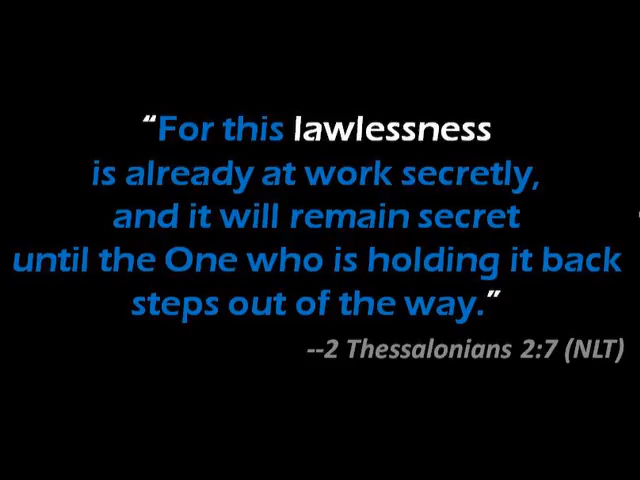 “For this lawlessness
is already at work secretly,
and it will remain secret
until the One who is holding it back
steps out of the way.”
--2 Thessalonians 2:7 (NLT)